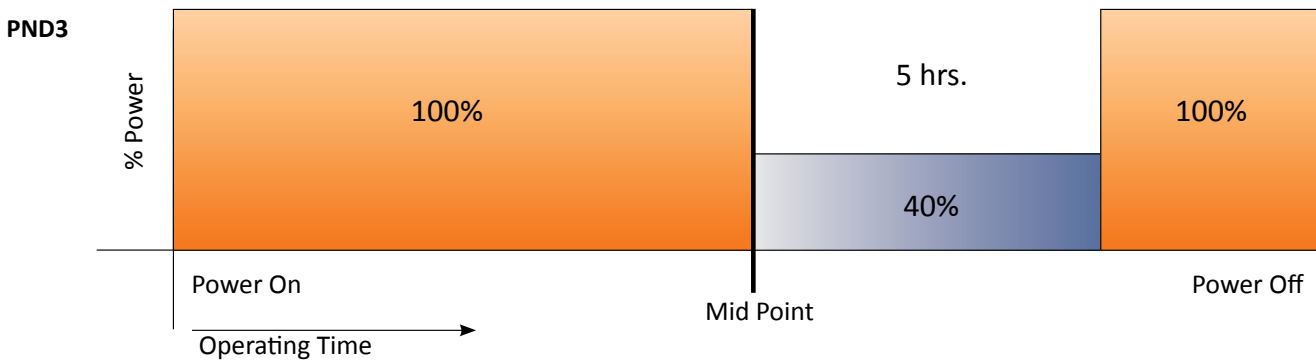 PND3
% Power
100%
5 hrs.
40%
100%
Power On
Mid Point
Power Off
Operating Time